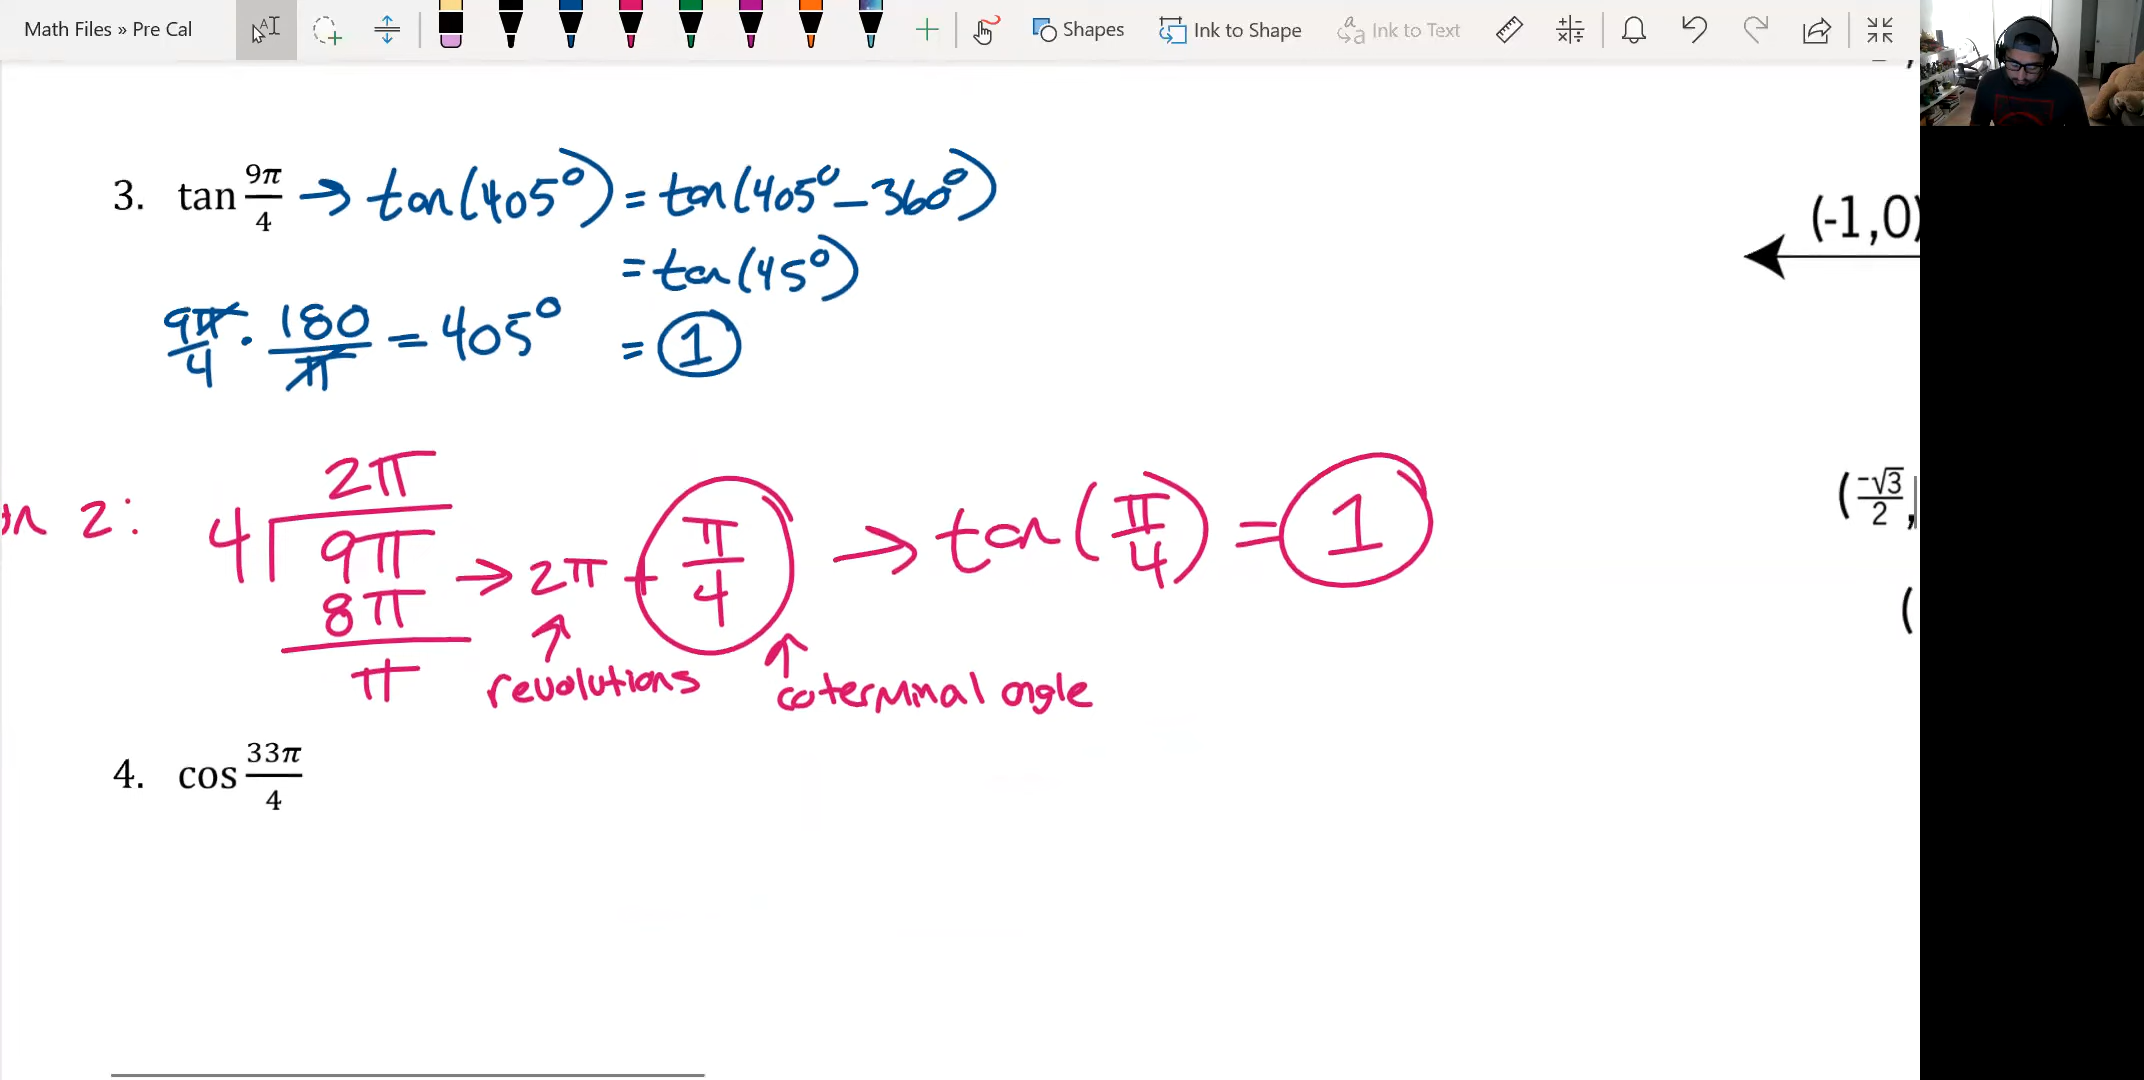 Math Files » Pre Cal
Shapes
Ink to Shape
Ink to Text
3. tan 9π/4 → tan(405°) = tan(405° − 360°)
= tan(45°)
9π/4 · 180/π = 405°
= 1
(-1,0)
2:
2π
4 9π → 2π + π/4 → tan(π/4) = 1
8π
π
revolutions
coterminal angle
(-√3/2,
(
4. cos 33π/4